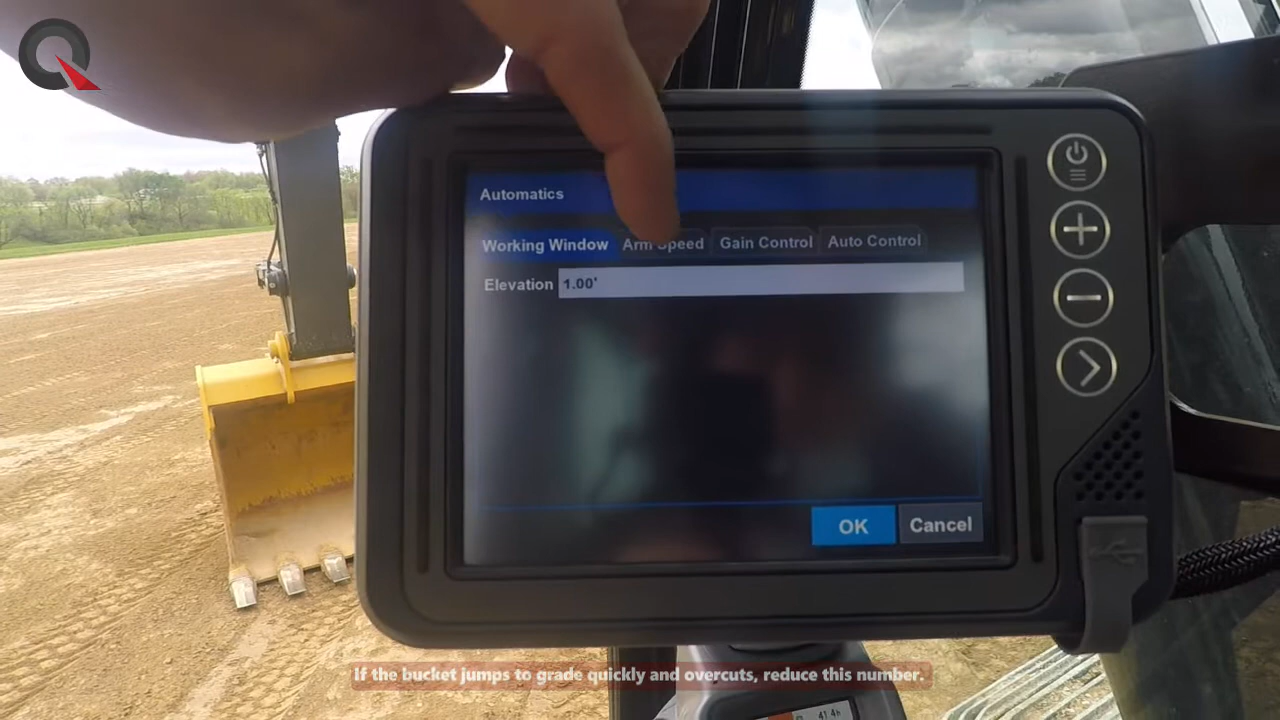 Automatics
Working Window Arm Speed Gain Control Auto Control
Elevation 1.00'
OK Cancel
If the bucket jumps to grade quickly and overcuts, reduce this number.